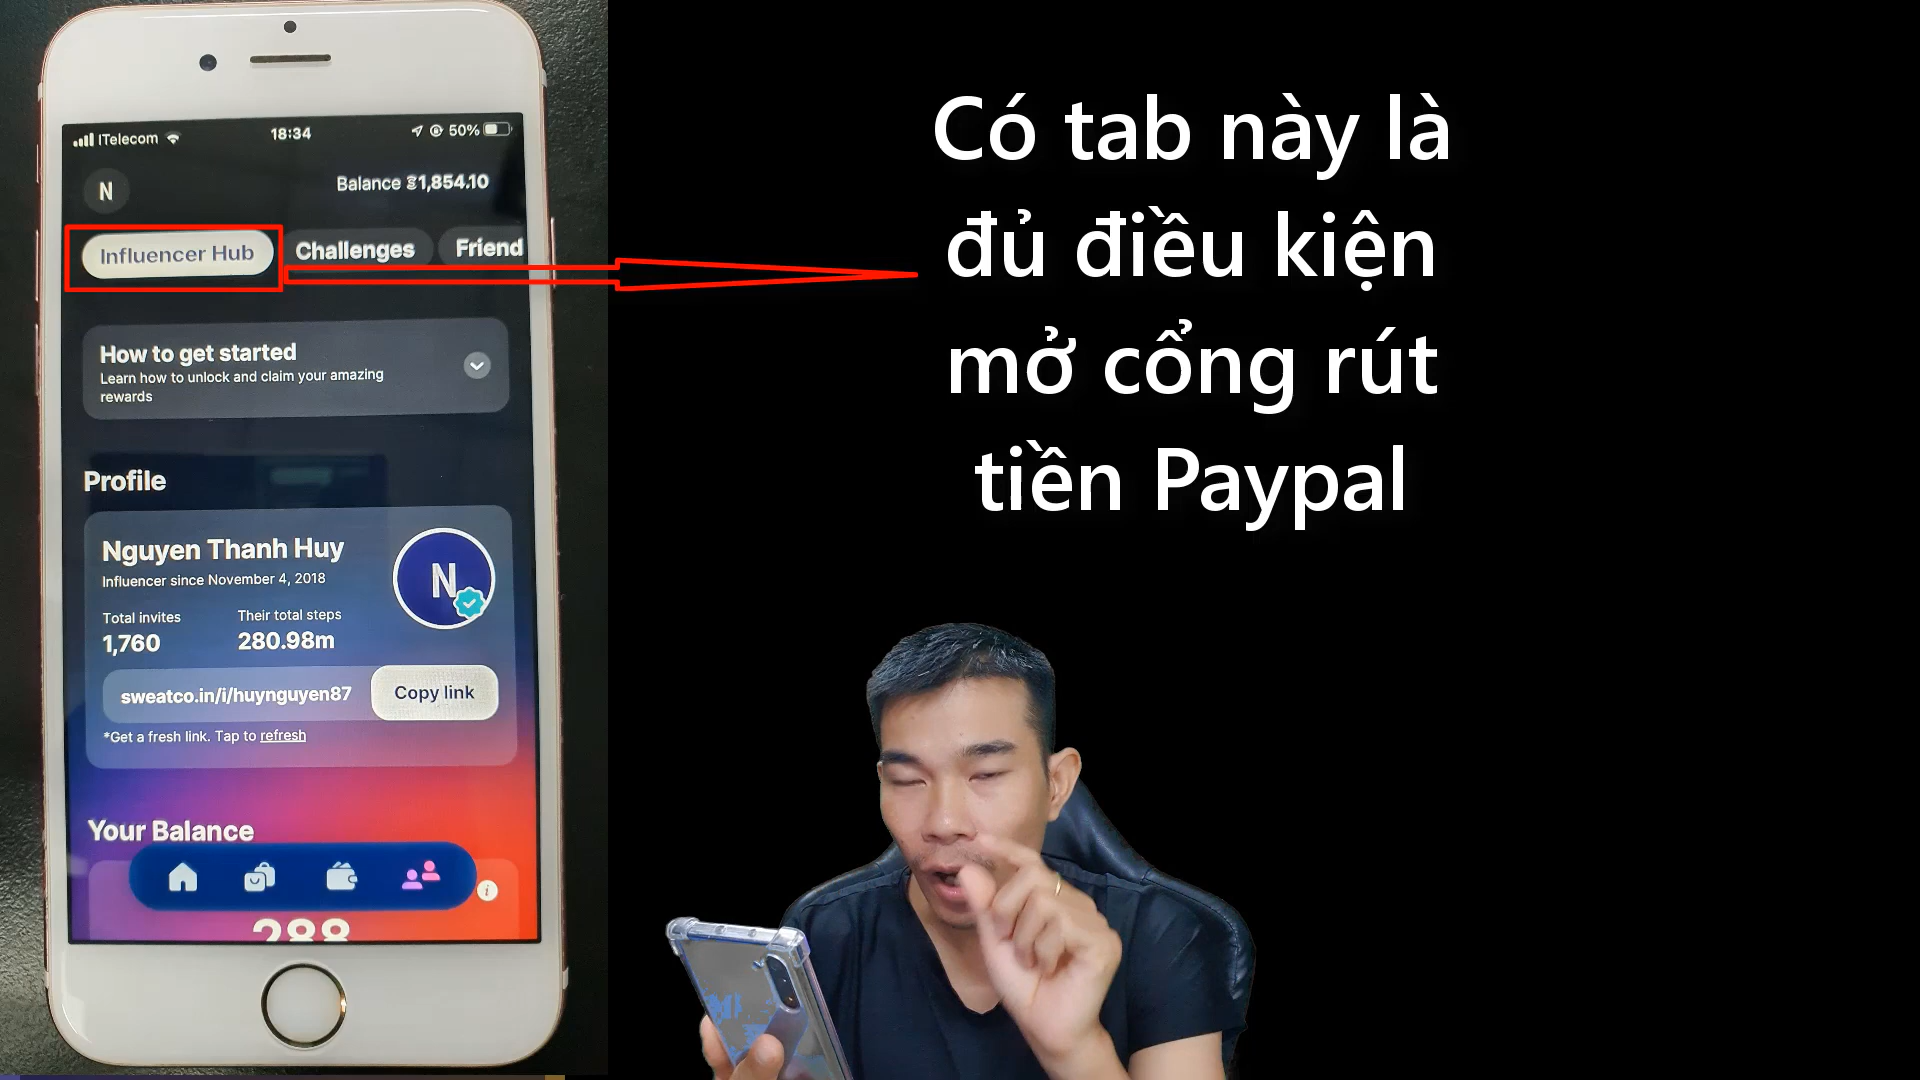 ITelecom 18:34 50%
N Balance 1,854.10
Influencer Hub Challenges Friend
How to get started
Learn how to unlock and claim your amazing
rewards
Profile
Nguyen Thanh Huy
Influencer since November 4, 2018
N
Total invites Their total steps
1,760 280.98m
sweatco.in/i/huynguyen87 Copy link
*Get a fresh link. Tap to refresh
Your Balance
i
288
Có tab này là
đủ điều kiện
mở cổng rút
tiền Paypal